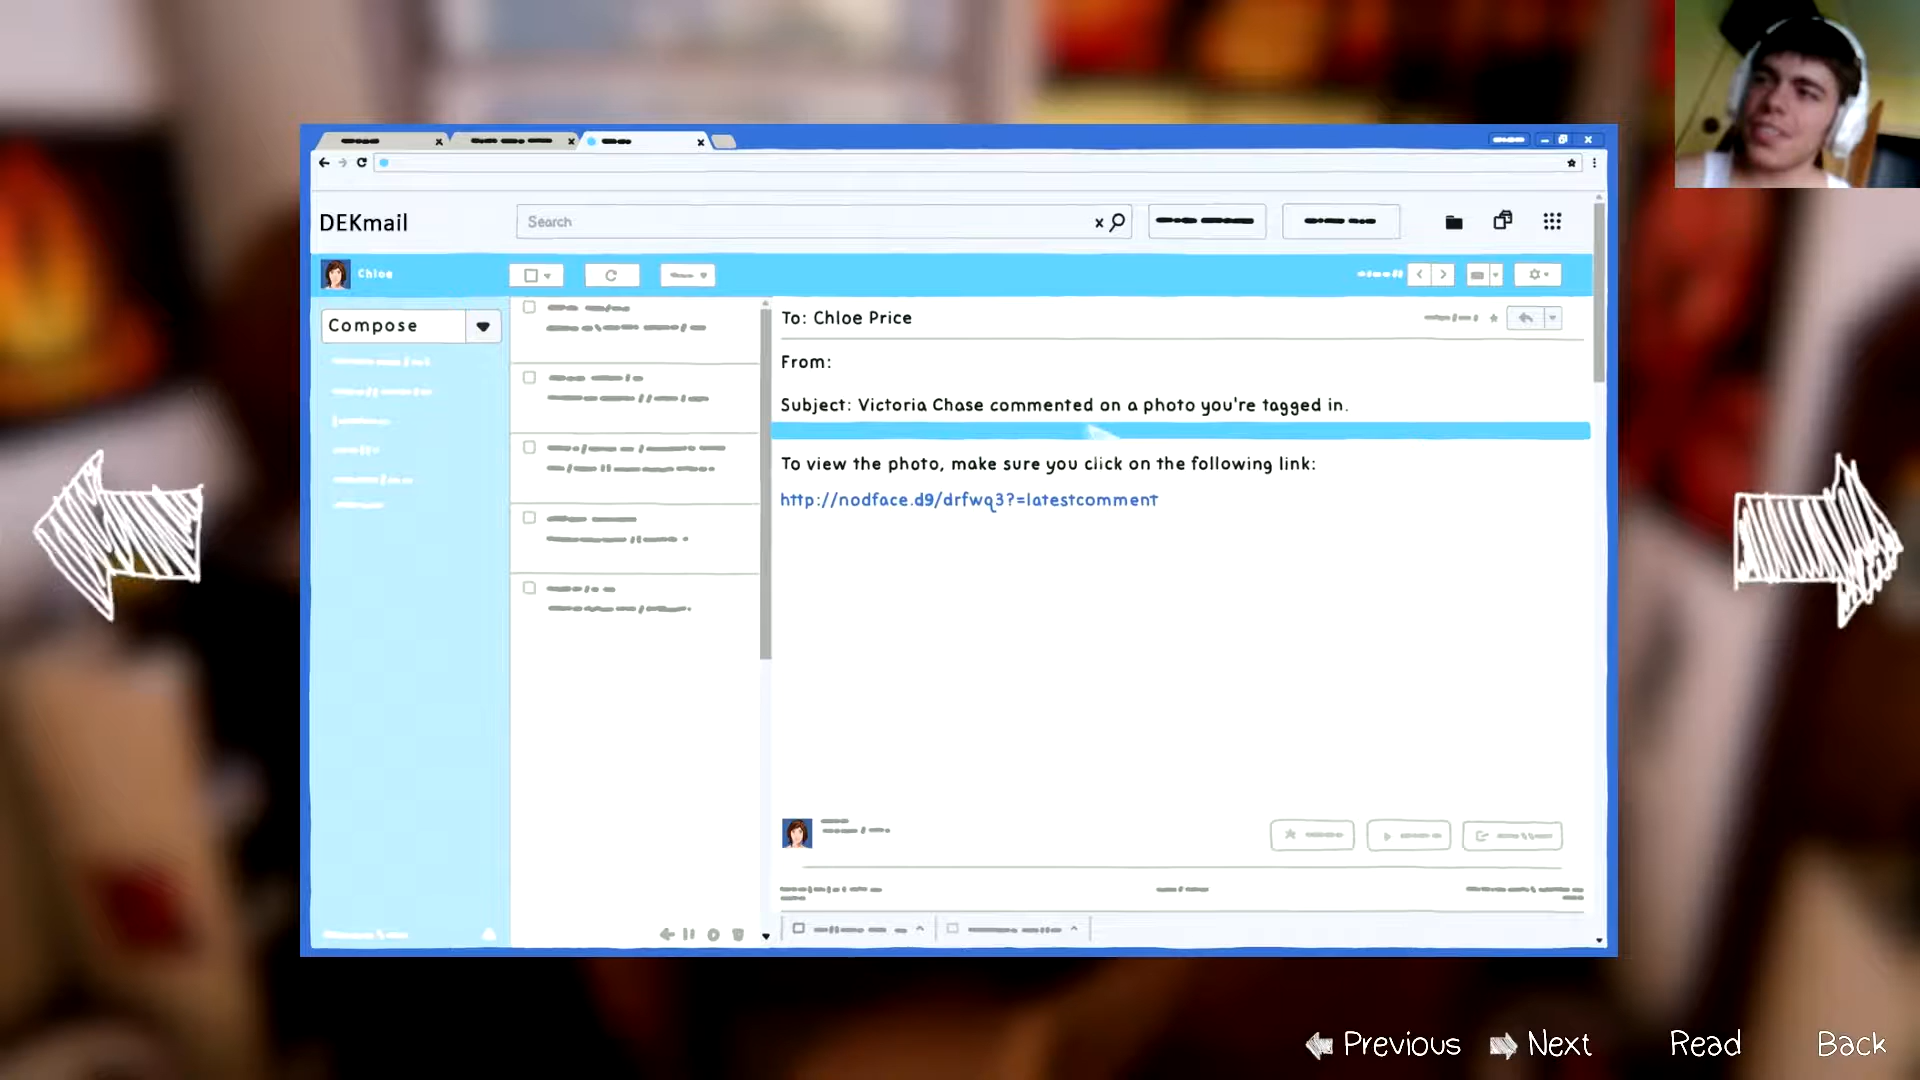 DEKmail
Search
Chloe
Compose
To: Chloe Price
From:
Subject: Victoria Chase commented on a photo you're tagged in.
To view the photo, make sure you click on the following link:
http://nodface.d9/drfwq3?=latestcomment
Previous
Next
Read
Back